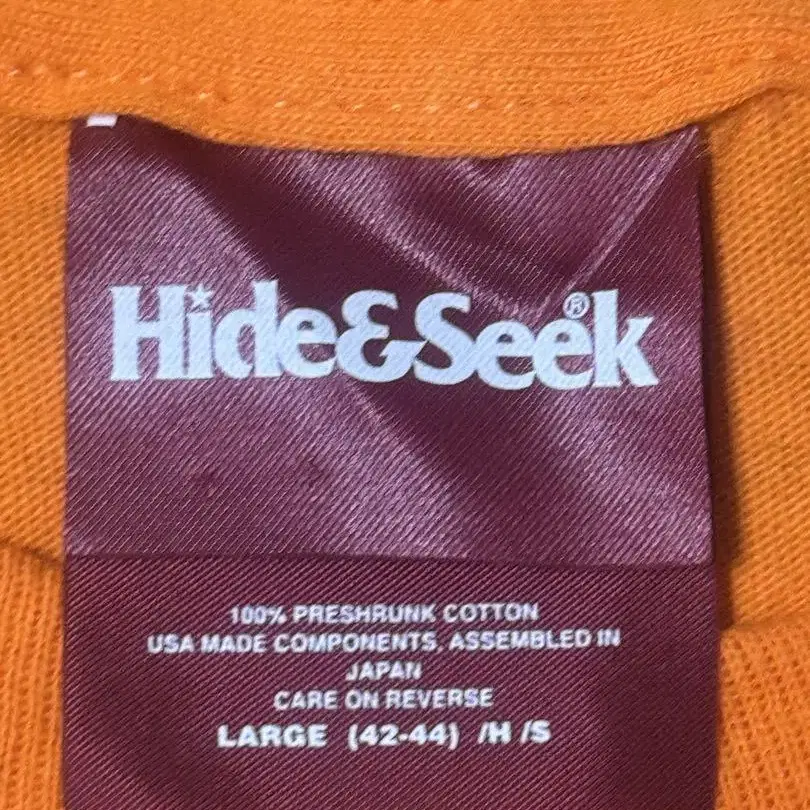 Hide&Seek®
100% PRESHRUNK COTTON
USA MADE COMPONENTS, ASSEMBLED IN
JAPAN
CARE ON REVERSE
LARGE (42-44) /H /S